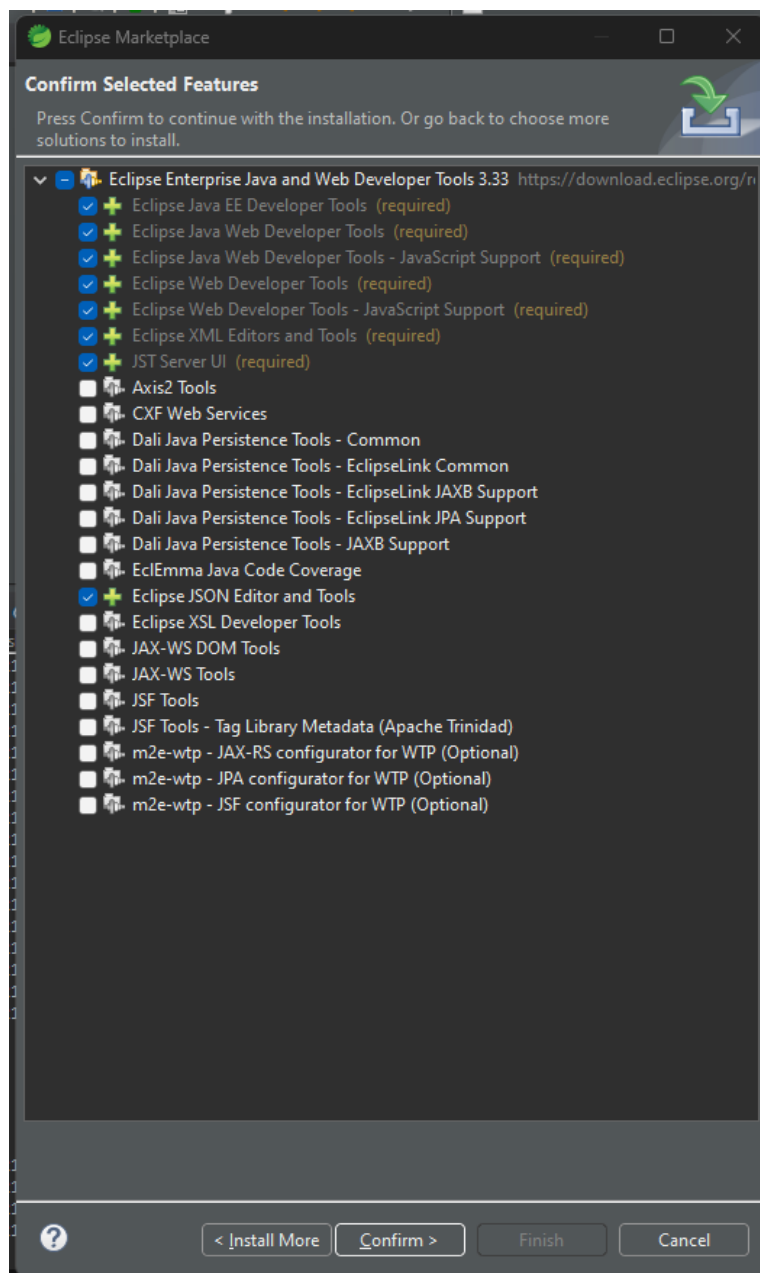 Eclipse Marketplace
Confirm Selected Features
Press Confirm to continue with the installation. Or go back to choose more
solutions to install.
Eclipse Enterprise Java and Web Developer Tools 3.33 https://download.eclipse.org/r
Eclipse Java EE Developer Tools (required)
Eclipse Java Web Developer Tools (required)
Eclipse Java Web Developer Tools - JavaScript Support (required)
Eclipse Web Developer Tools (required)
Eclipse Web Developer Tools - JavaScript Support (required)
Eclipse XML Editors and Tools (required)
JST Server UI (required)
Axis2 Tools
CXF Web Services
Dali Java Persistence Tools - Common
Dali Java Persistence Tools - EclipseLink Common
Dali Java Persistence Tools - EclipseLink JAXB Support
Dali Java Persistence Tools - EclipseLink JPA Support
Dali Java Persistence Tools - JAXB Support
EclEmma Java Code Coverage
Eclipse JSON Editor and Tools
Eclipse XSL Developer Tools
JAX-WS DOM Tools
JAX-WS Tools
JSF Tools
JSF Tools - Tag Library Metadata (Apache Trinidad)
m2e-wtp - JAX-RS configurator for WTP (Optional)
m2e-wtp - JPA configurator for WTP (Optional)
m2e-wtp - JSF configurator for WTP (Optional)
< Install More Confirm > Finish Cancel